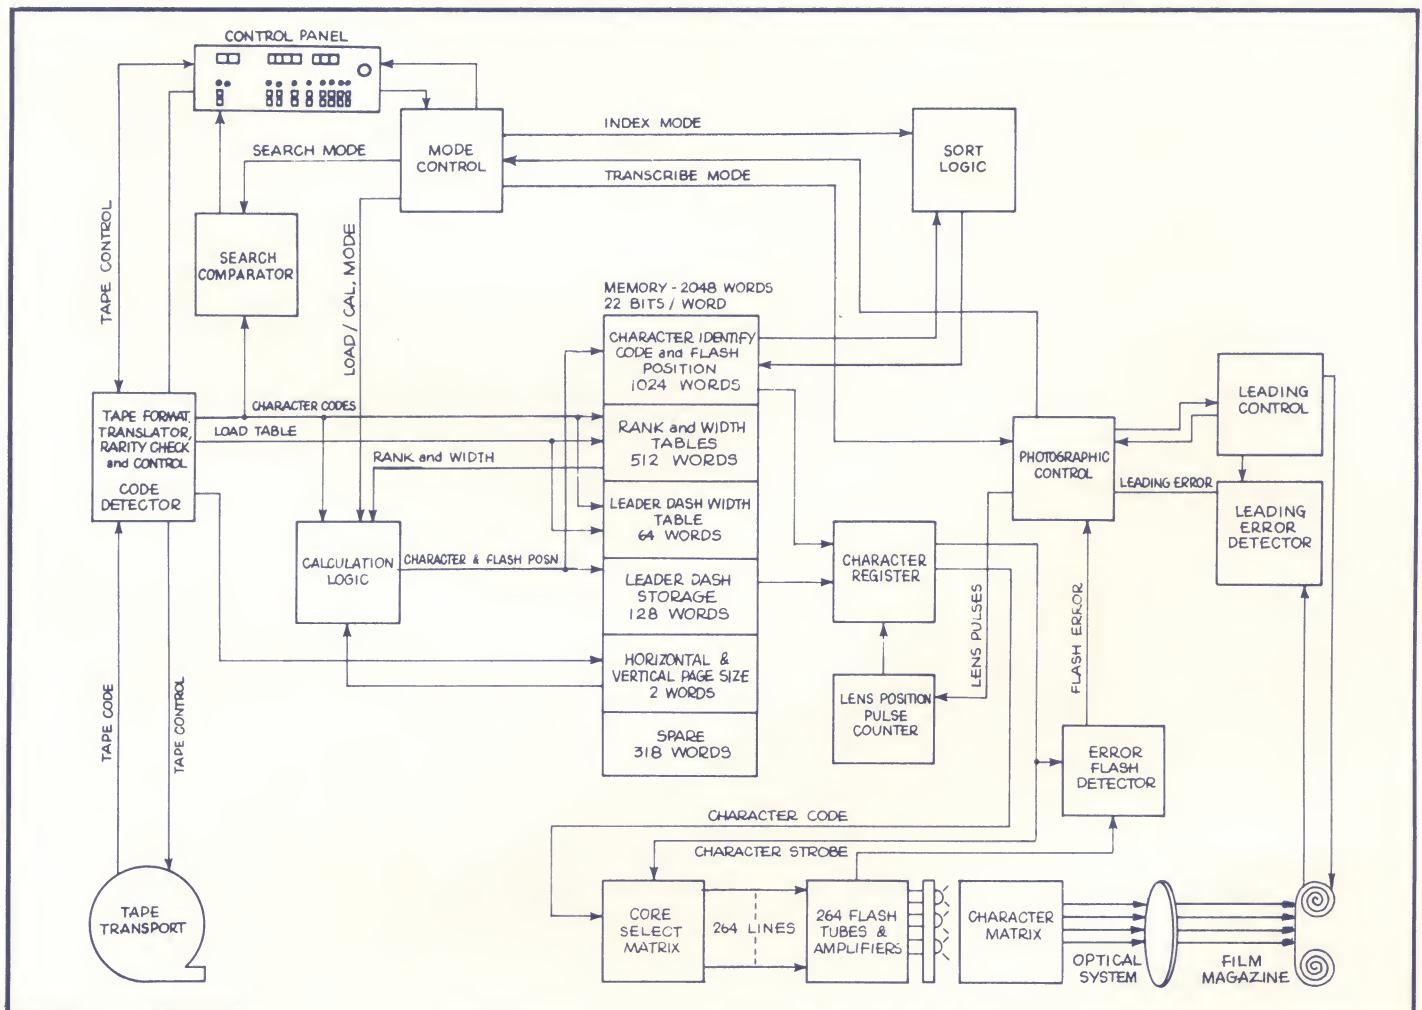 CONTROL PANEL
INDEX MODE
SEARCH MODE
MODE
CONTROL
TRANSCRIBE MODE
SORT
LOGIC
TAPE CONTROL
SEARCH
COMPARATOR
LOAD / CAL, MODE
MEMORY - 2048 WORDS
22 BITS / WORD
CHARACTER IDENTIFY
CODE and FLASH
POSITION
1024 WORDS
RANK and WIDTH
TABLES
512 WORDS
LEADER DASH WIDTH
TABLE
64 WORDS
LEADER DASH
STORAGE
128 WORDS
HORIZONTAL &
VERTICAL PAGE SIZE
2 WORDS
SPARE
318 WORDS
TAPE FORMAT,
TRANSLATOR,
RARITY CHECK
and CONTROL
CODE
DETECTOR
CHARACTER CODES
LOAD TABLE
RANK and WIDTH
CALCULATION
LOGIC
CHARACTER & FLASH POSN
LEADING
CONTROL
PHOTOGRAPHIC
CONTROL
LEADING ERROR
LEADING
ERROR
DETECTOR
CHARACTER
REGISTER
LENS PULSES
FLASH ERROR
LENS POSITION
PULSE
COUNTER
ERROR
FLASH
DETECTOR
TAPE CODE
TAPE CONTROL
CHARACTER CODE
CHARACTER STROBE
TAPE
TRANSPORT
CORE
SELECT
MATRIX
264 LINES
264 FLASH
TUBES &
AMPLIFIERS
CHARACTER
MATRIX
OPTICAL
SYSTEM
FILM
MAGAZINE